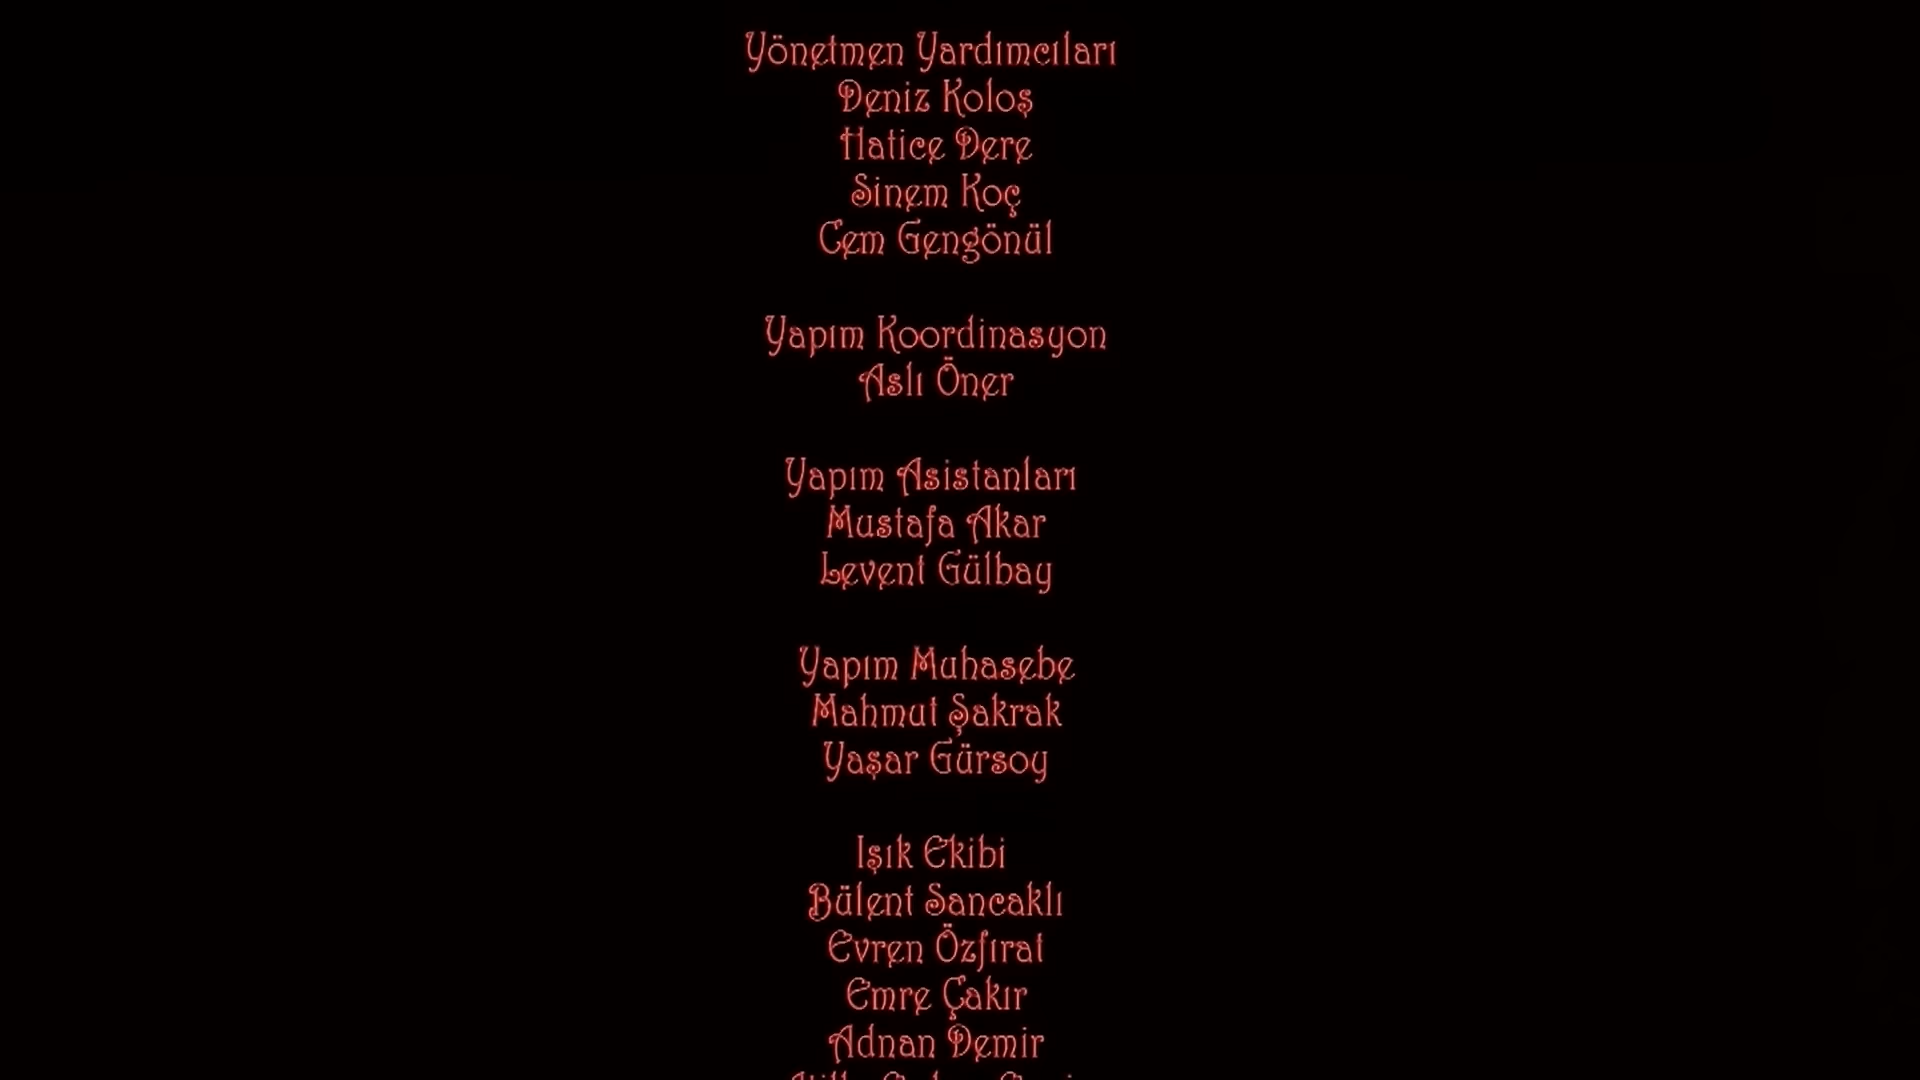 Yönetmen Yardımcıları
Deniz Koloş
Hatice Dere
Sinem Koç
Cem Gengönül
Yapım Koordinasyon
Aslı Öner
Yapım Asistanları
Mustafa Akar
Levent Gülbay
Yapım Muhasebe
Mahmut Şakrak
Yaşar Gürsoy
Işık Ekibi
Bülent Sancaklı
Evren Özfırat
Emre Çakır
Adnan Demir